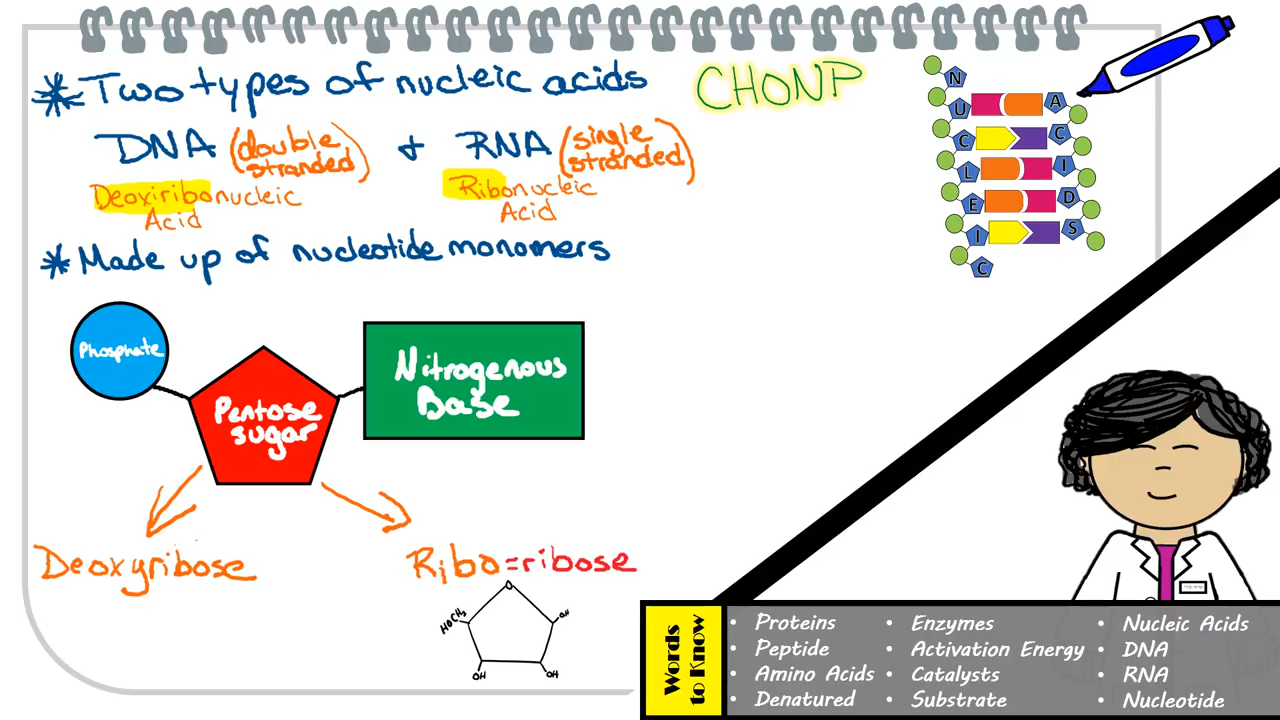 * Two types of nucleic acids
CHONP
DNA (double stranded) + RNA (single stranded)
Deoxiribonucleic Acid
Ribonucleic Acid
* Made up of nucleotide monomers
Phosphate
Pentose
sugar
Nitrogenous
Base
Deoxyribose
Ribo=ribose
O
HOCH₂
OH
OH
OH
NUCLEIC
ACIDS
Words
to Know
• Proteins
• Peptide
• Amino Acids
• Denatured
• Enzymes
• Activation Energy
• Catalysts
• Substrate
• Nucleic Acids
• DNA
• RNA
• Nucleotide